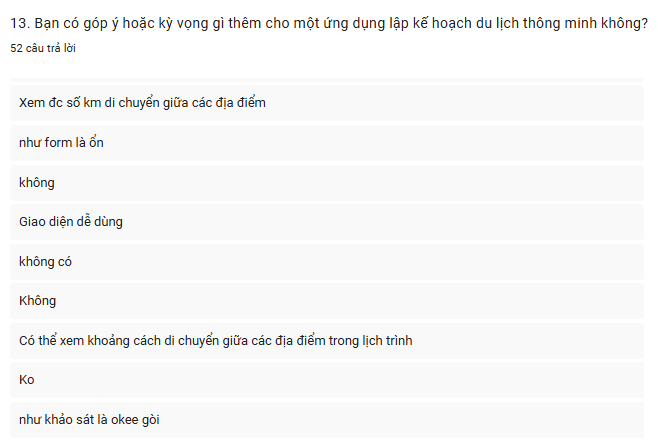 13. Bạn có góp ý hoặc kỳ vọng gì thêm cho một ứng dụng lập kế hoạch du lịch thông minh không?
52 câu trả lời
Xem đc số km di chuyển giữa các địa điểm
như form là ổn
không
Giao diện dễ dùng
không có
Không
Có thể xem khoảng cách di chuyển giữa các địa điểm trong lịch trình
Ko
như khảo sát là okee gòi